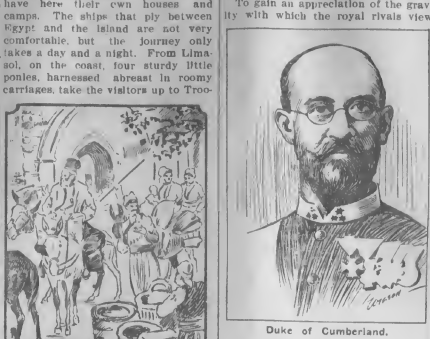 have here their own houses and
camps. The ships that ply between
Egypt and the island are not very
comfortable, but the journey only
takes a day and a night. From Lima-
sol, on the coast, four sturdy little
ponies, harnessed abreast in roomy
carriages, take the visitors up to Troo-
To gain an appreciation of the grav-
ity with which the royal rivals view
Duke of Cumberland.